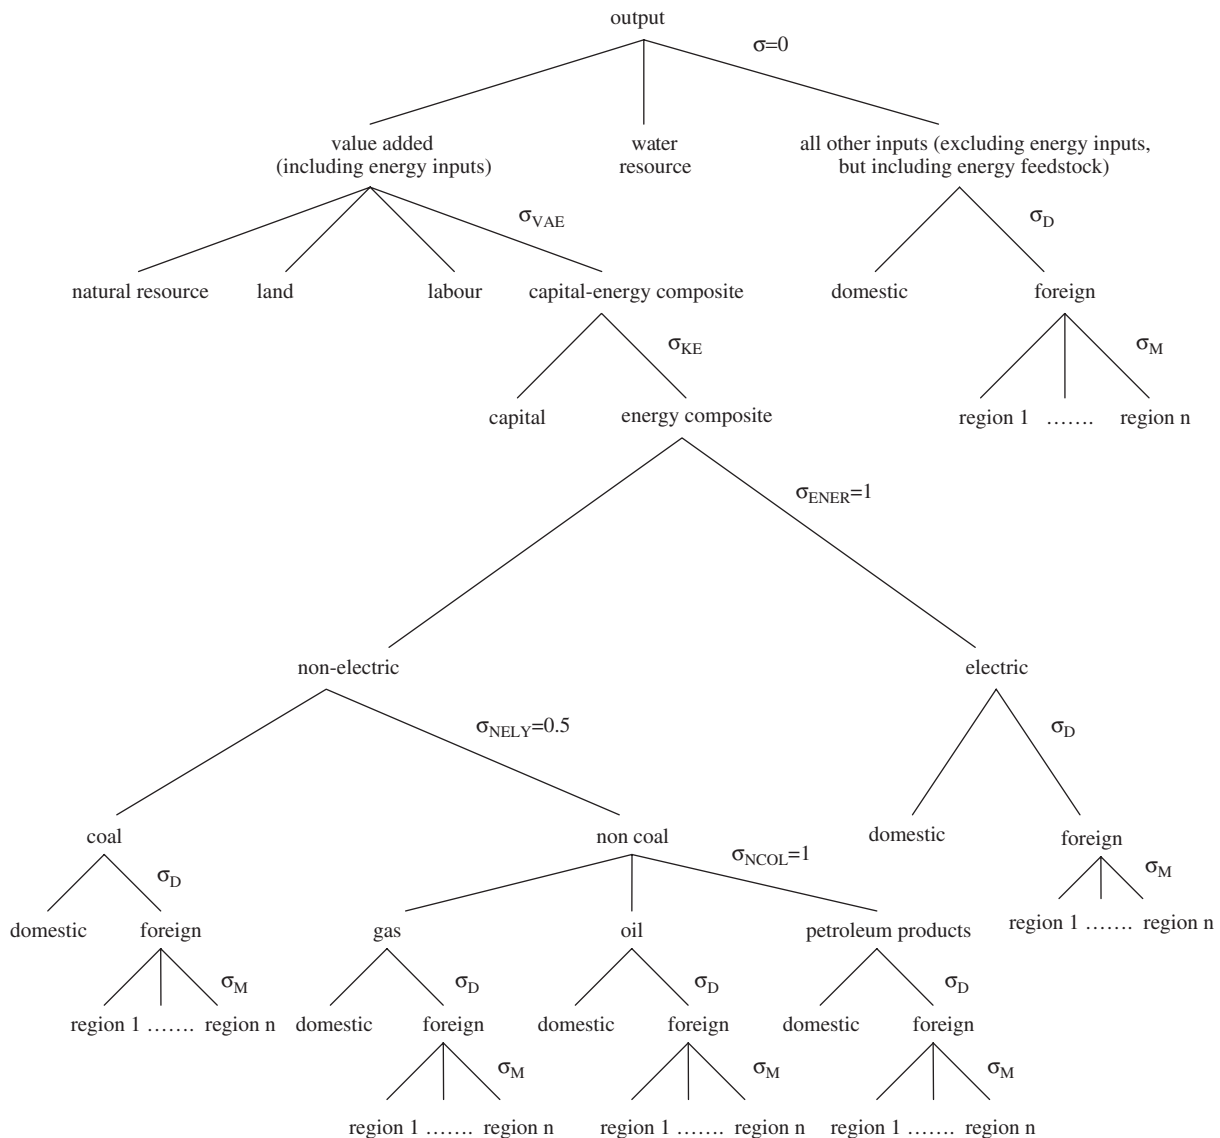 output
σ=0
value added
(including energy inputs)
water
resource
all other inputs (excluding energy inputs,
but including energy feedstock)
σVAE
σD
natural resource
land
labour
capital-energy composite
domestic
foreign
σKE
σM
capital
energy composite
region 1 ....... region n
σENER=1
non-electric
electric
σNELY=0.5
σD
coal
non coal
domestic
foreign
σD
σNCOL=1
σM
domestic
foreign
gas
oil
petroleum products
region 1 ....... region n
σM
σD
σD
σD
region 1 ....... region n
domestic
foreign
domestic
foreign
domestic
foreign
σM
σM
σM
region 1 ....... region n
region 1 ....... region n
region 1 ....... region n